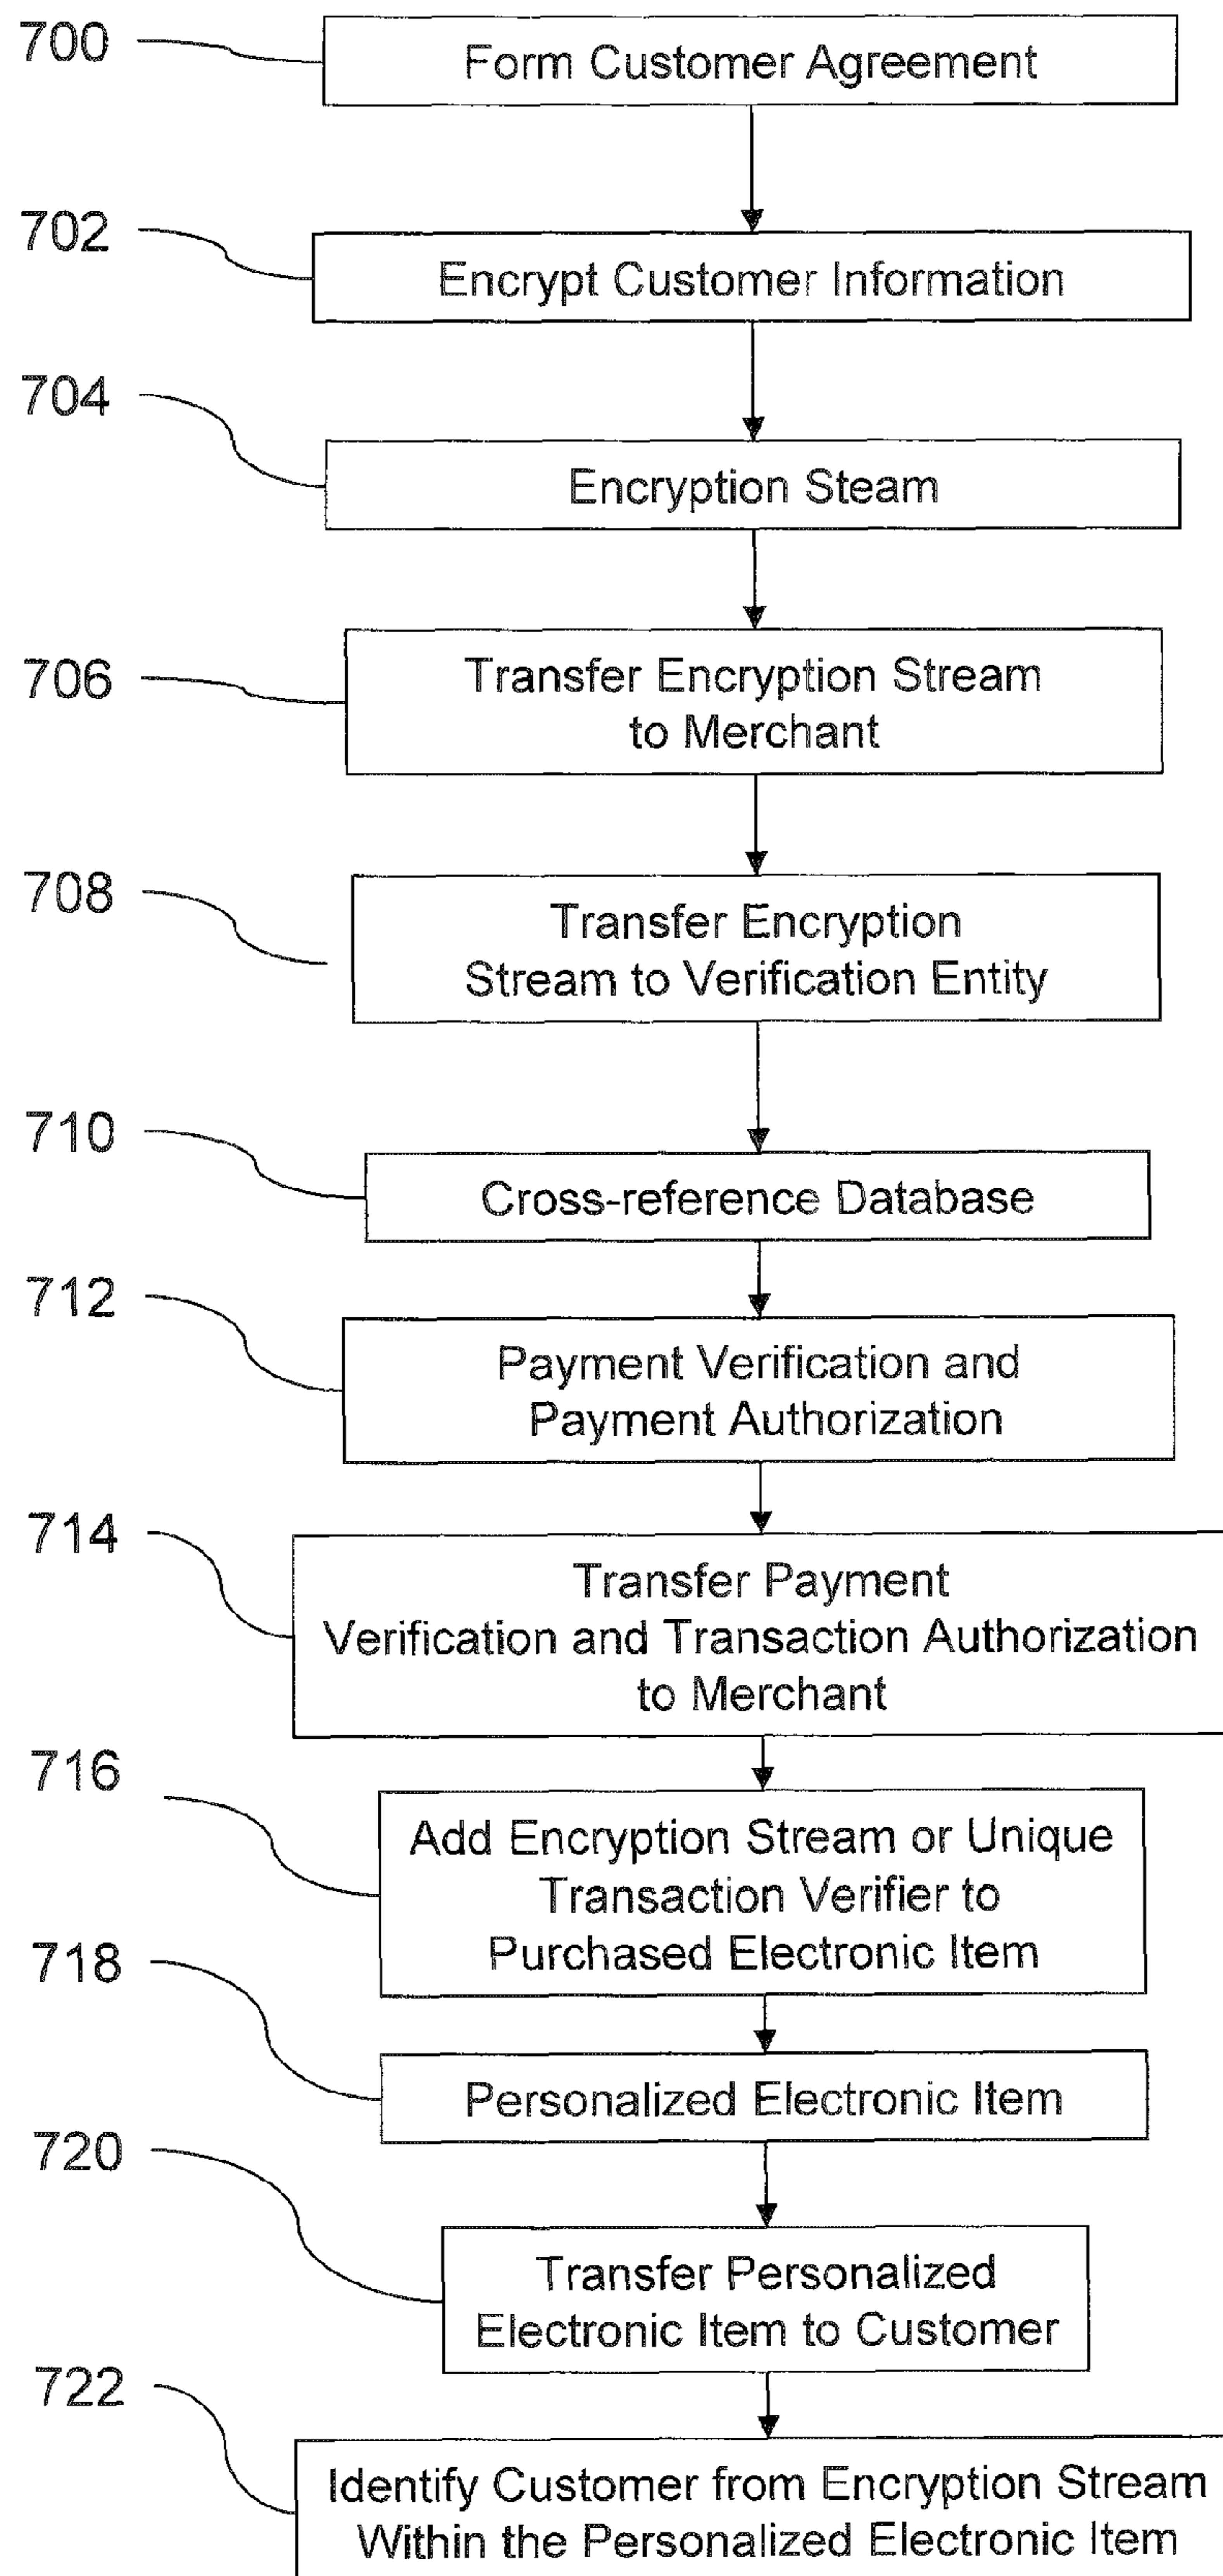 700
Form Customer Agreement
702
Encrypt Customer Information
704
Encryption Steam
706
Transfer Encryption Stream
to Merchant
708
Transfer Encryption
Stream to Verification Entity
710
Cross-reference Database
712
Payment Verification and
Payment Authorization
714
Transfer Payment
Verification and Transaction Authorization
to Merchant
716
Add Encryption Stream or Unique
Transaction Verifier to
Purchased Electronic Item
718
Personalized Electronic Item
720
Transfer Personalized
Electronic Item to Customer
722
Identify Customer from Encryption Stream
Within the Personalized Electronic Item